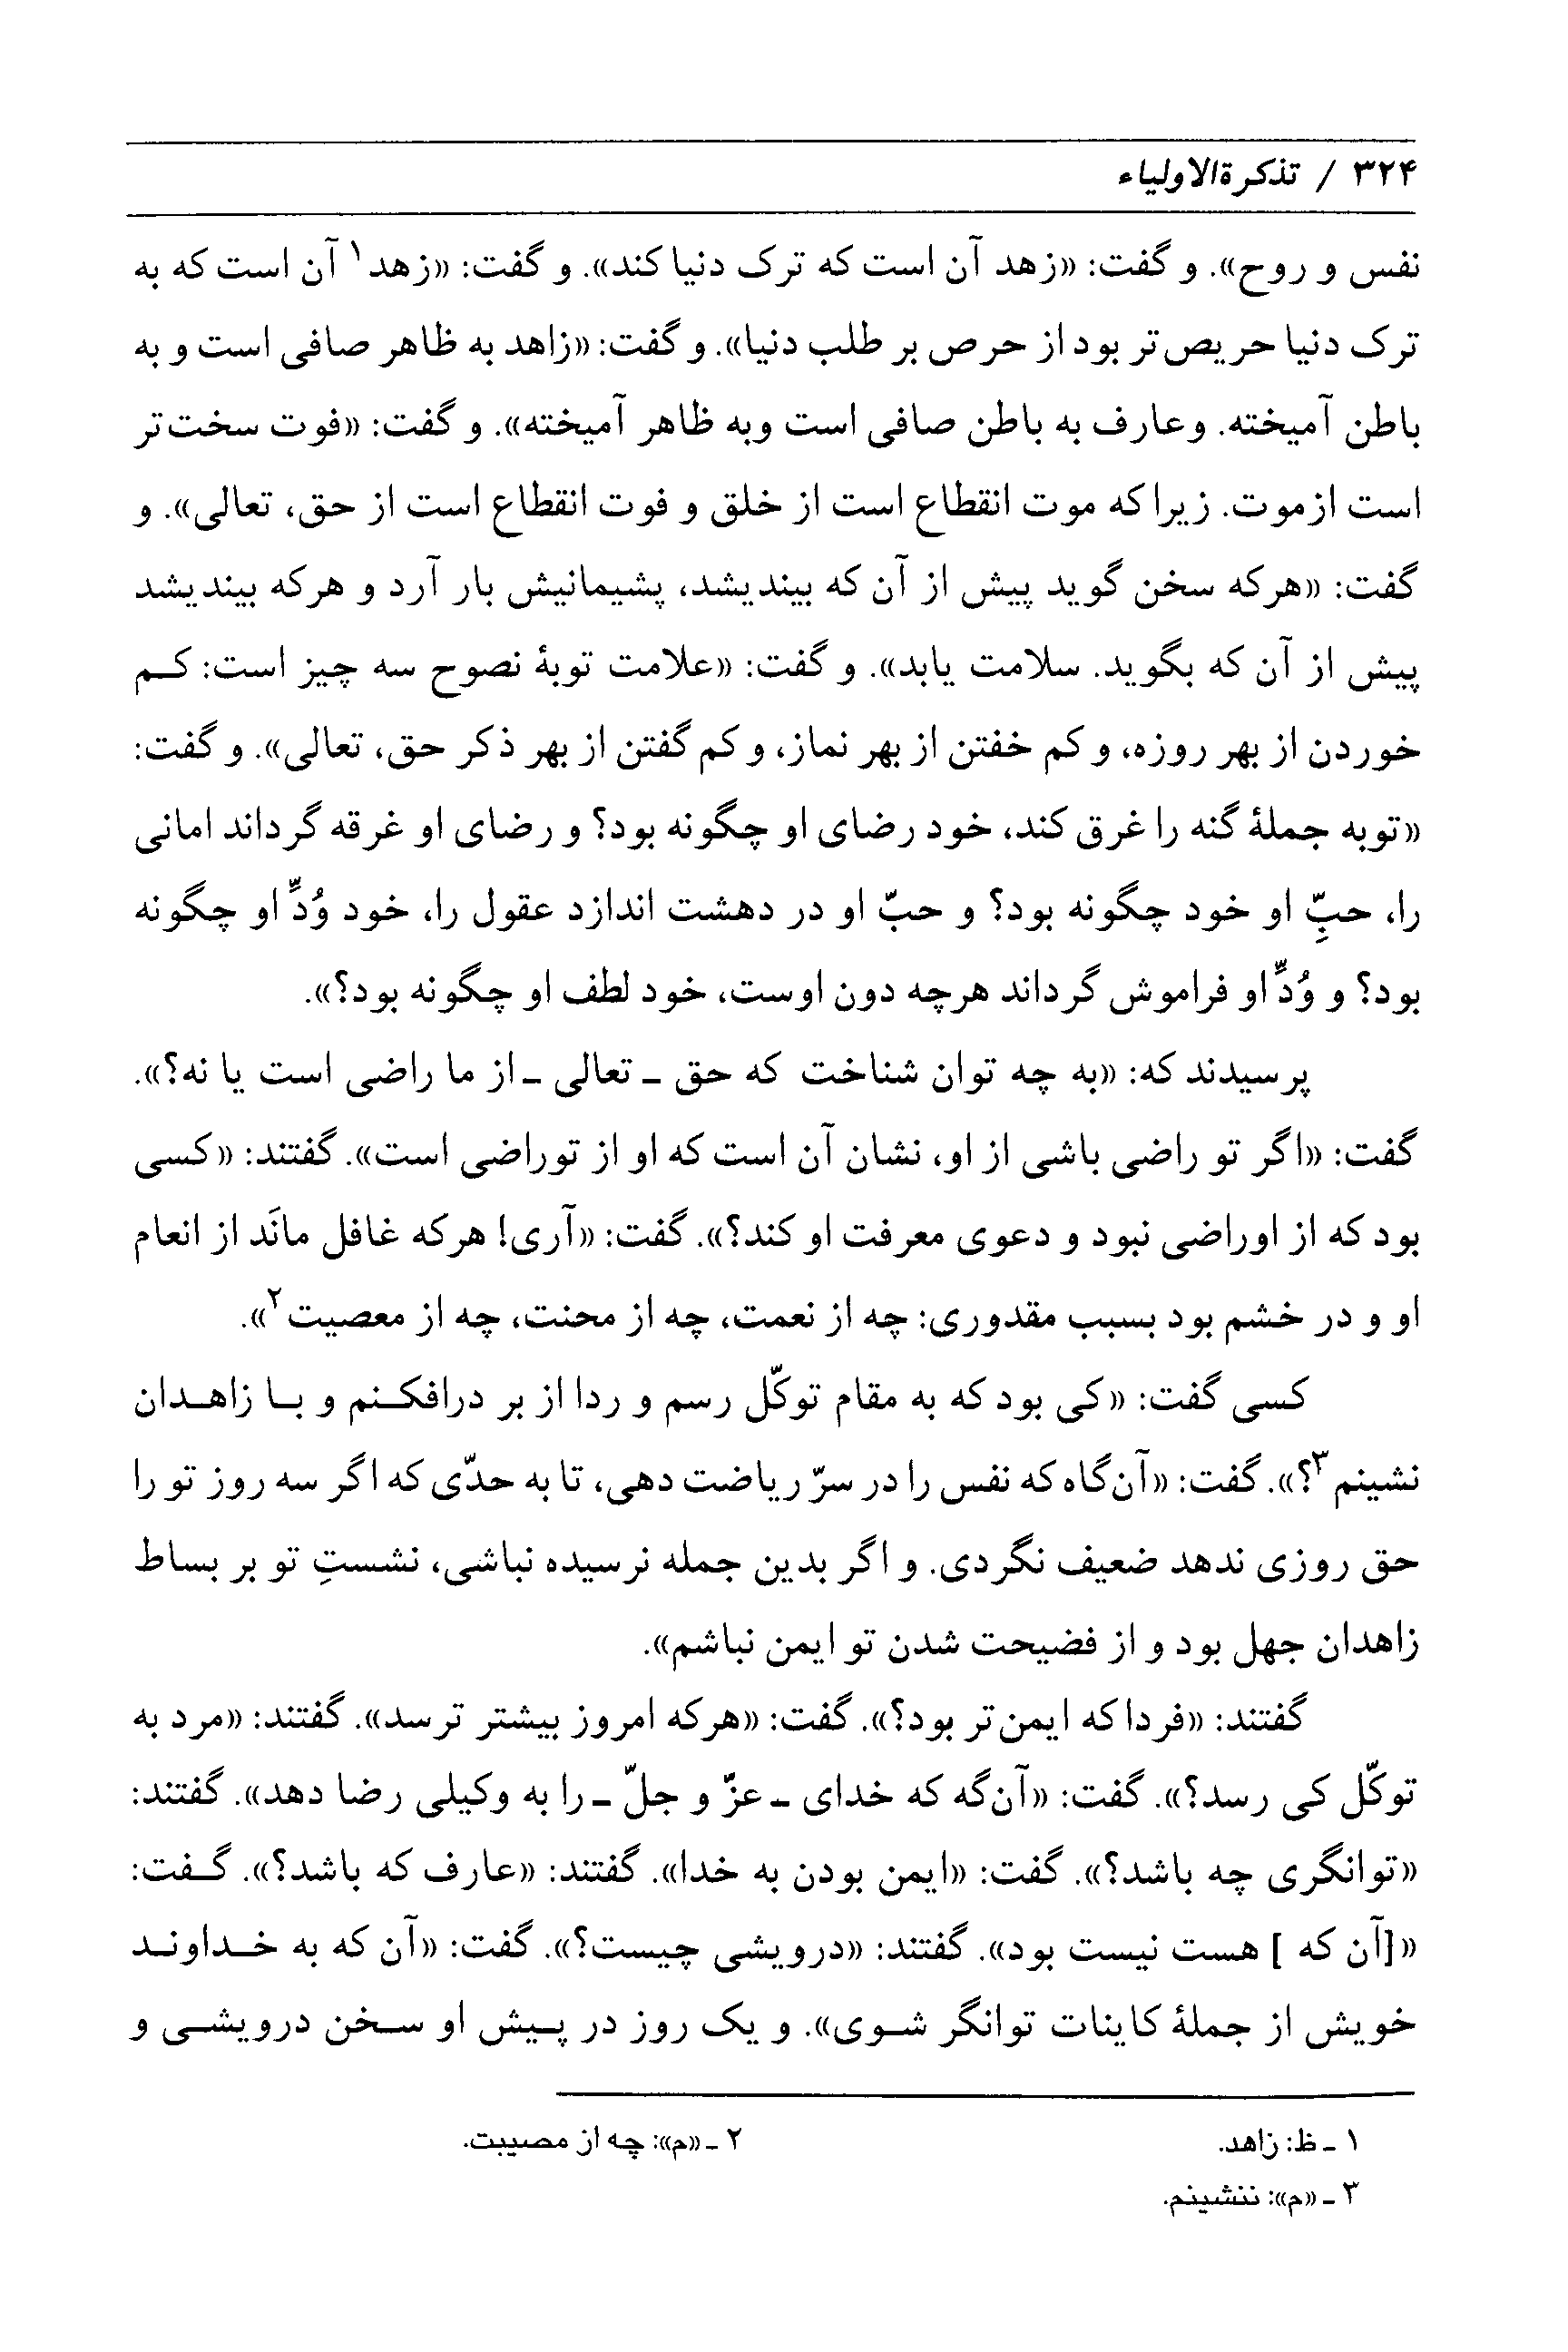 ۳۲۴ / تذکرةالاولیاء
نفس و روح». و گفت: «زهد آن است که ترک دنیا کند». و گفت: «زهد۱ آن است که به
ترک دنیا حریص‌تر بود از حرص بر طلب دنیا». و گفت: «زاهد به ظاهر صافی است و به
باطن آمیخته. وعارف به باطن صافی است وبه ظاهر آمیخته». و گفت: «فوت سخت‌تر
است ازموت. زیرا که موت انقطاع است از خلق و فوت انقطاع است از حق، تعالی». و
گفت: «هرکه سخن گوید پیش از آن که بیندیشد، پشیمانیش بار آرد و هرکه بیندیشد
پیش از آن که بگوید. سلامت یابد». و گفت: «علامت توبۀ نصوح سه چیز است: کم
خوردن از بهر روزه، و کم خفتن از بهر نماز، و کم گفتن از بهر ذکر حق، تعالی». و گفت:
«توبه جملۀ گنه را غرق کند، خود رضای او چگونه بود؟ و رضای او غرقه گرداند امانی
را، حبِّ او خود چگونه بود؟ و حبّ او در دهشت اندازد عقول را، خود وُدِّ او چگونه
بود؟ و وُدِّ او فراموش گرداند هرچه دون اوست، خود لطف او چگونه بود؟».
پرسیدند که: «به چه توان شناخت که حق ـ تعالی ـ از ما راضی است یا نه؟».
گفت: «اگر تو راضی باشی از او، نشان آن است که او از توراضی است». گفتند: «کسی
بود که از اوراضی نبود و دعوی معرفت او کند؟». گفت: «آری! هرکه غافل مانَد از انعام
او و در خشم بود بسبب مقدوری: چه از نعمت، چه از محنت، چه از معصیت۲».
کسی گفت: «کی بود که به مقام توکّل رسم و ردا از بر درافکنم و با زاهدان
نشینم۳؟». گفت: «آن‌گاه که نفس را در سرّ ریاضت دهی، تا به حدّی که اگر سه روز تو را
حق روزی ندهد ضعیف نگردی. و اگر بدین جمله نرسیده نباشی، نشستِ تو بر بساط
زاهدان جهل بود و از فضیحت شدن تو ایمن نباشم».
گفتند: «فردا که ایمن‌تر بود؟». گفت: «هرکه امروز بیشتر ترسد». گفتند: «مرد به
توکّل کی رسد؟». گفت: «آن‌گه که خدای ـ عزّ و جلّ ـ را به وکیلی رضا دهد». گفتند:
«توانگری چه باشد؟». گفت: «ایمن بودن به خدا». گفتند: «عارف که باشد؟». گفت:
«[آن که ] هست نیست بود». گفتند: «درویشی چیست؟». گفت: «آن که به خداوند
خویش از جملۀ کاینات توانگر شوی». و یک روز در پیش او سخن درویشی و
۱ ـ ظ: زاهد. ۲ ـ «م»: چه از مصیبت.
۳ ـ «م»: ننشینم.